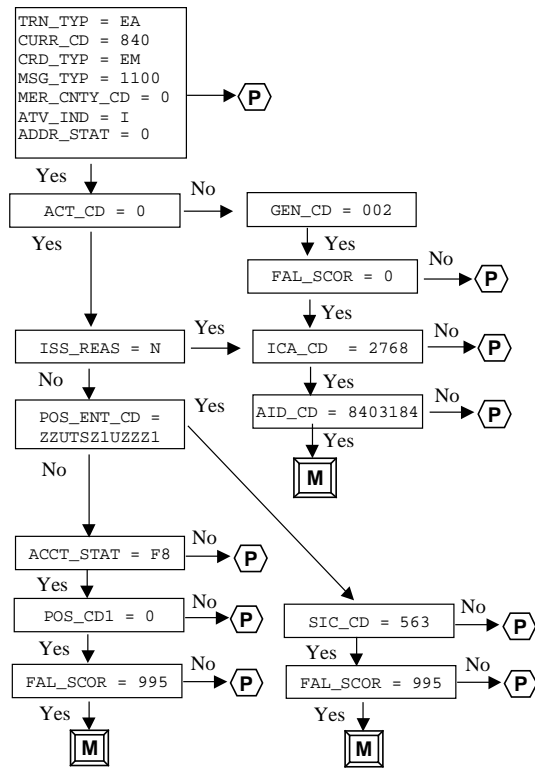 TRN_TYP = EA
CURR_CD = 840
CRD_TYP = EM
MSG_TYP = 1100
MER_CNTY_CD = 0
ATV_IND = I
ADDR_STAT = 0
P
Yes
No
ACT_CD = 0
GEN_CD = 002
Yes
Yes
No
FAL_SCOR = 0
P
Yes
Yes
No
ISS_REAS = N
ICA_CD = 2768
P
No
Yes
Yes
No
POS_ENT_CD =
ZZUTSZ1UZZZ1
AID_CD = 8403184
P
Yes
No
M
No
ACCT_STAT = F8
P
Yes
No
No
POS_CD1 = 0
P
SIC_CD = 563
P
Yes
No
Yes
No
FAL_SCOR = 995
P
FAL_SCOR = 995
P
Yes
Yes
M
M